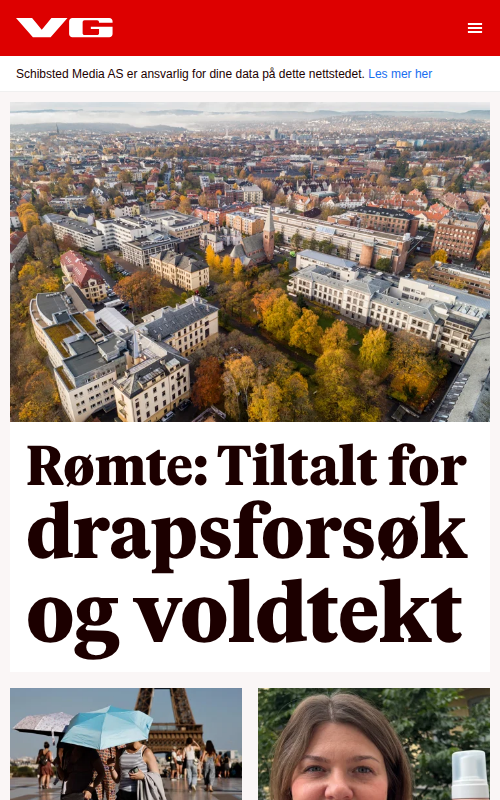 VG
Schibsted Media AS er ansvarlig for dine data på dette nettstedet. Les mer her
Rømte: Tiltalt for
drapsforsøk
og voldtekt